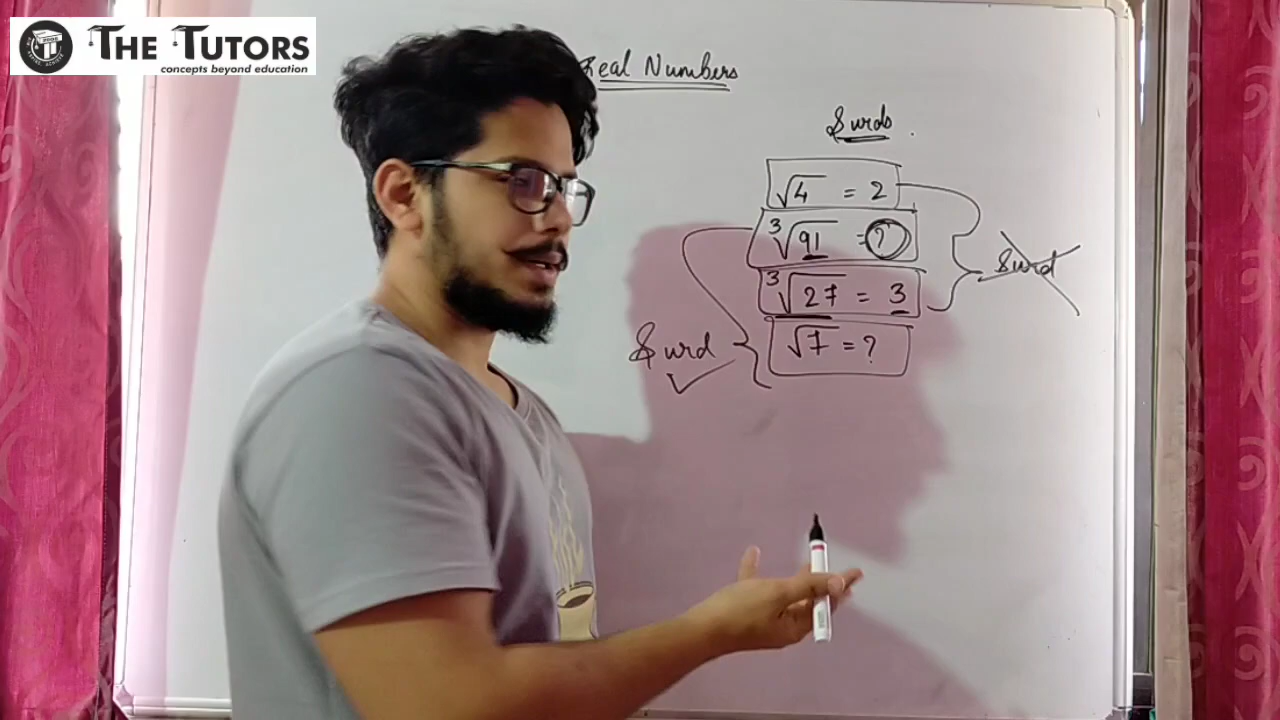 THE TUTORS
concepts beyond education
Real Numbers
Surds
√4 = 2
³√91 = ?
Surd
³√27 = 3
√7 = ?
Surd